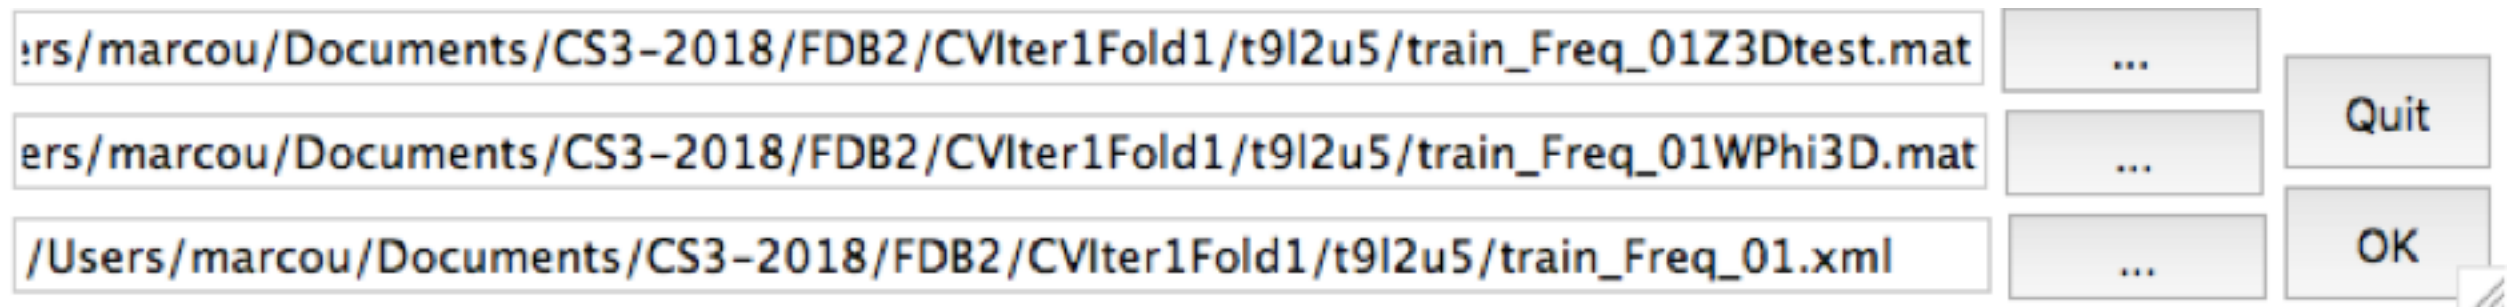 ers/marcou/Documents/CS3-2018/FDB2/CVIter1Fold1/t9l2u5/train_Freq_01Z3Dtest.mat ...
ers/marcou/Documents/CS3-2018/FDB2/CVIter1Fold1/t9l2u5/train_Freq_01WPhi3D.mat ...
/Users/marcou/Documents/CS3-2018/FDB2/CVIter1Fold1/t9l2u5/train_Freq_01.xml ...
Quit
OK